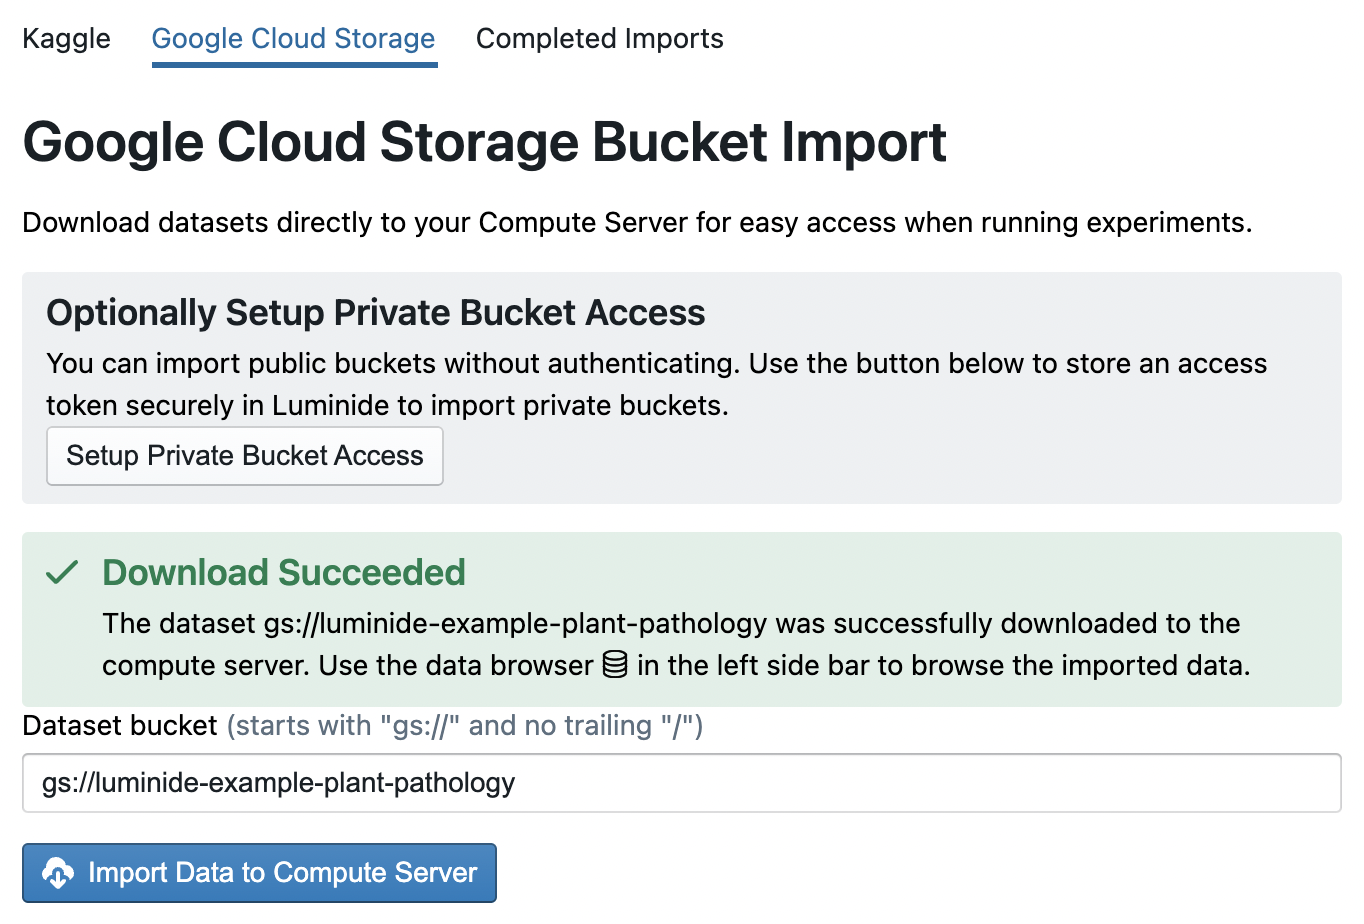 Kaggle Google Cloud Storage Completed Imports
Google Cloud Storage Bucket Import
Download datasets directly to your Compute Server for easy access when running experiments.
Optionally Setup Private Bucket Access
You can import public buckets without authenticating. Use the button below to store an access
token securely in Luminide to import private buckets.
Setup Private Bucket Access
Download Succeeded
The dataset gs://luminide-example-plant-pathology was successfully downloaded to the
compute server. Use the data browser in the left side bar to browse the imported data.
Dataset bucket (starts with "gs://" and no trailing "/")
gs://luminide-example-plant-pathology
Import Data to Compute Server